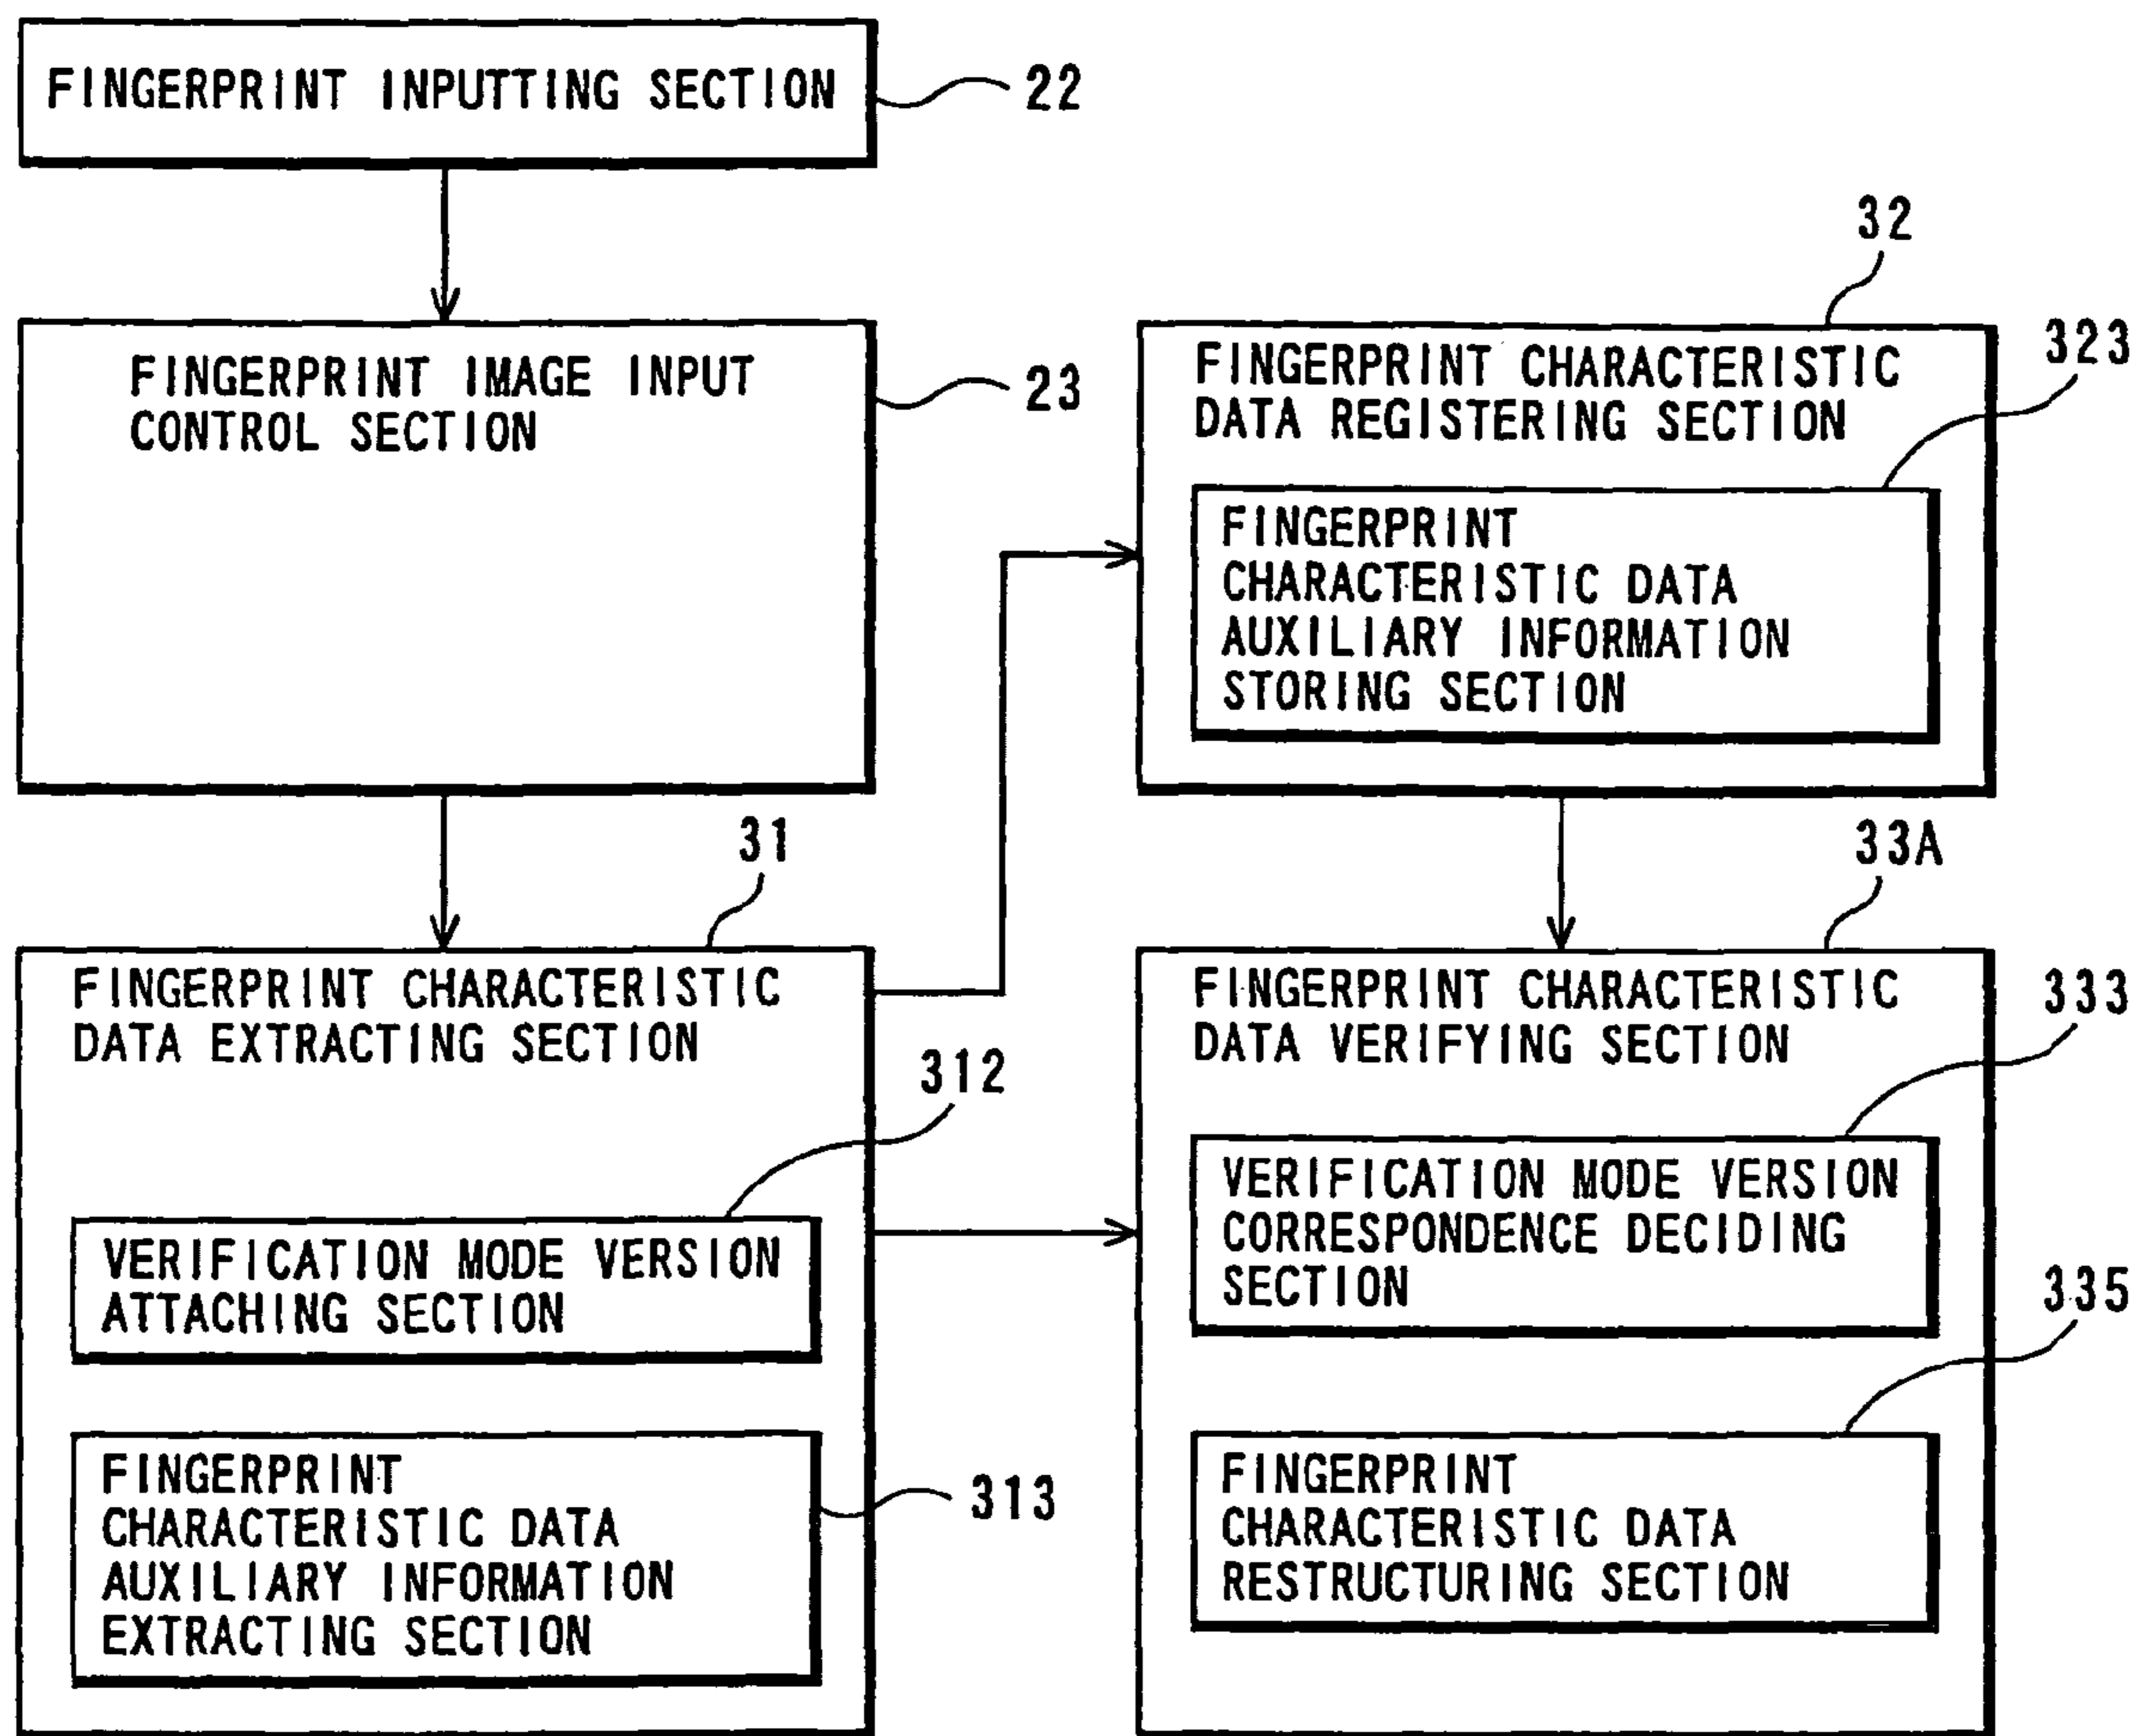 FINGERPRINT INPUTTING SECTION
22
FINGERPRINT IMAGE INPUT
CONTROL SECTION
23
32
FINGERPRINT CHARACTERISTIC
DATA REGISTERING SECTION
323
FINGERPRINT
CHARACTERISTIC DATA
AUXILIARY INFORMATION
STORING SECTION
31
FINGERPRINT CHARACTERISTIC
DATA EXTRACTING SECTION
312
VERIFICATION MODE VERSION
ATTACHING SECTION
FINGERPRINT
CHARACTERISTIC DATA
AUXILIARY INFORMATION
EXTRACTING SECTION
313
33A
FINGERPRINT CHARACTERISTIC
DATA VERIFYING SECTION
333
VERIFICATION MODE VERSION
CORRESPONDENCE DECIDING
SECTION
335
FINGERPRINT
CHARACTERISTIC DATA
RESTRUCTURING SECTION